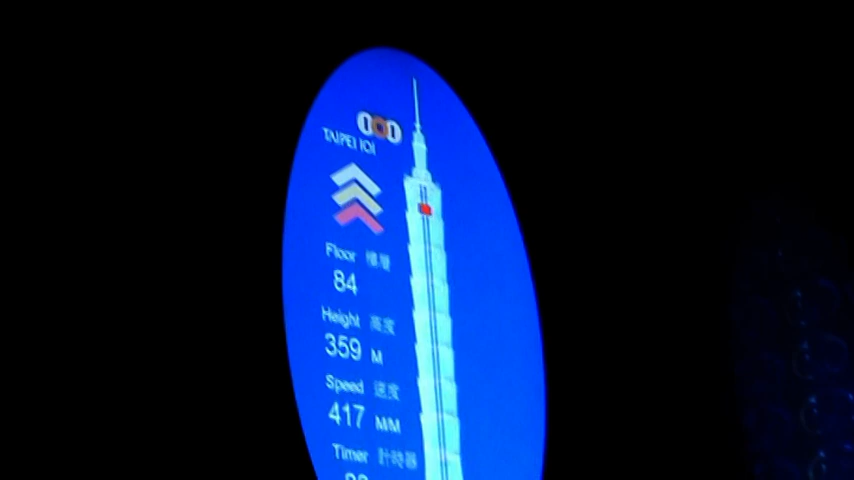 TAIPEI 101
Floor 樓層
84
Height 高度
359 M
Speed 速度
417 M/M
Timer 計時器